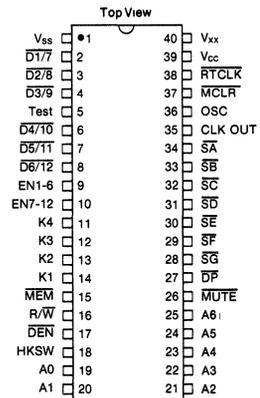 Top View
Vss 1 40 Vxx
D1/7 2 39 Vcc
D2/8 3 38 RTCLK
D3/9 4 37 MCLR
Test 5 36 OSC
D4/10 6 35 CLK OUT
D5/11 7 34 SA
D6/12 8 33 SB
EN1-6 9 32 SC
EN7-12 10 31 SD
K4 11 30 SE
K3 12 29 SF
K2 13 28 SG
K1 14 27 DP
MEM 15 26 MUTE
R/W 16 25 A6
DEN 17 24 A5
HKSW 18 23 A4
A0 19 22 A3
A1 20 21 A2